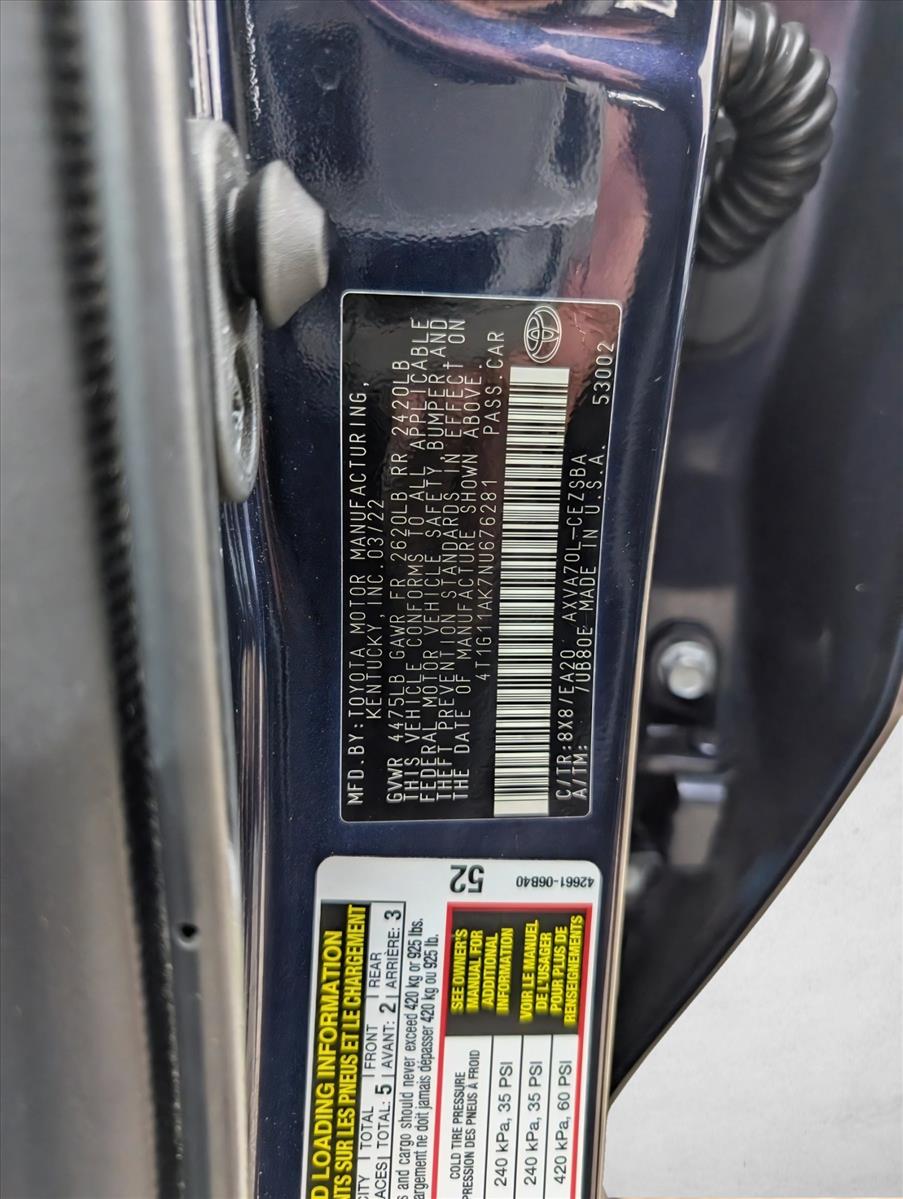 MFD.BY:TOYOTA MOTOR MANUFACTURING,
KENTUCKY,INC.03/22
GVWR 4475LB GAWR FR 2620LB RR 2420LB
THIS VEHICLE CONFORMS TO ALL APPLICABLE
FEDERAL MOTOR VEHICLE SAFETY, BUMPER AND
THEFT PREVENTION STANDARDS IN EFFECT ON
THE DATE OF MANUFACTURE SHOWN ABOVE.
4T1G11AK7NU676281 PASS.CAR
C/TR:8X8/EA20 AXVA70L-CEZSBA 53002
A/TM: /UB80E MADE IN U.S.A.
LOADING INFORMATION
SUR LES PNEUS ET LE CHARGEMENT
TOTAL FRONT REAR
TOTAL: 5 AVANT: 2 ARRIÈRE: 3
and cargo should never exceed 420 kg or 925 lbs.
ne doit jamais dépasser 420 kg ou 925 lb.
COLD TIRE PRESSURE
DES PNEUS À FROID
240 kPa, 35 PSI
240 kPa, 35 PSI
420 kPa, 60 PSI
SEE OWNER'S
MANUAL FOR
ADDITIONAL
INFORMATION
VOIR LE MANUEL
DE L'USAGER
POUR PLUS DE
RENSEIGNEMENTS
52
42661-06B40